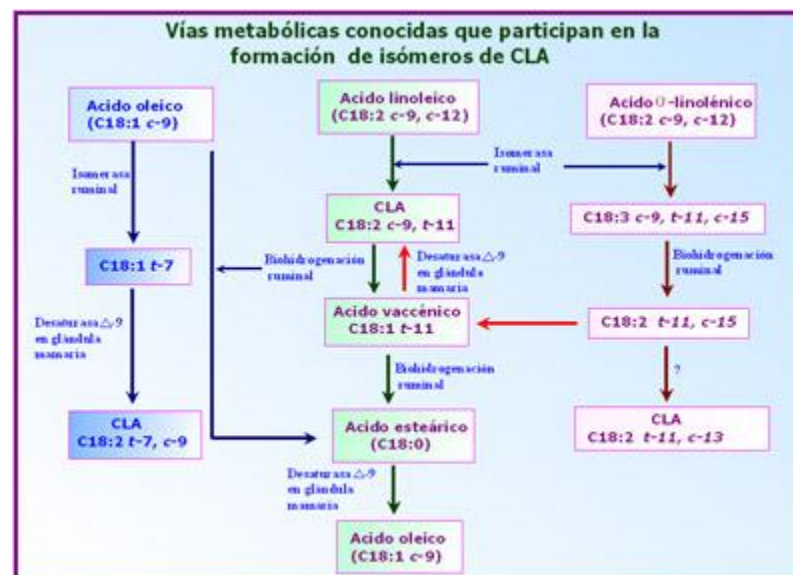 Vías metabólicas conocidas que participan en la
formación de isómeros de CLA
Acido oleico
(C18:1 c-9)
Isomerasa
ruminal
C18:1 t-7
Desaturasa △-9
en glándula
mamaria
CLA
C18:2 t-7, c-9
Acido linoleico
(C18:2 c-9, c-12)
Isomerasa
ruminal
CLA
C18:2 c-9, t-11
Biohidrogenación
ruminal
Desaturasa △-9
en glándula
mamaria
Acido vaccénico
C18:1 t-11
Biohidrogenación
ruminal
Acido esteárico
(C18:0)
Desaturasa △-9
en glándula
mamaria
Acido oleico
(C18:1 c-9)
Acido -linolénico
(C18:2 c-9, c-12)
C18:3 c-9, t-11, c-15
Biohidrogenación
ruminal
C18:2 t-11, c-15
?
CLA
C18:2 t-11, c-13